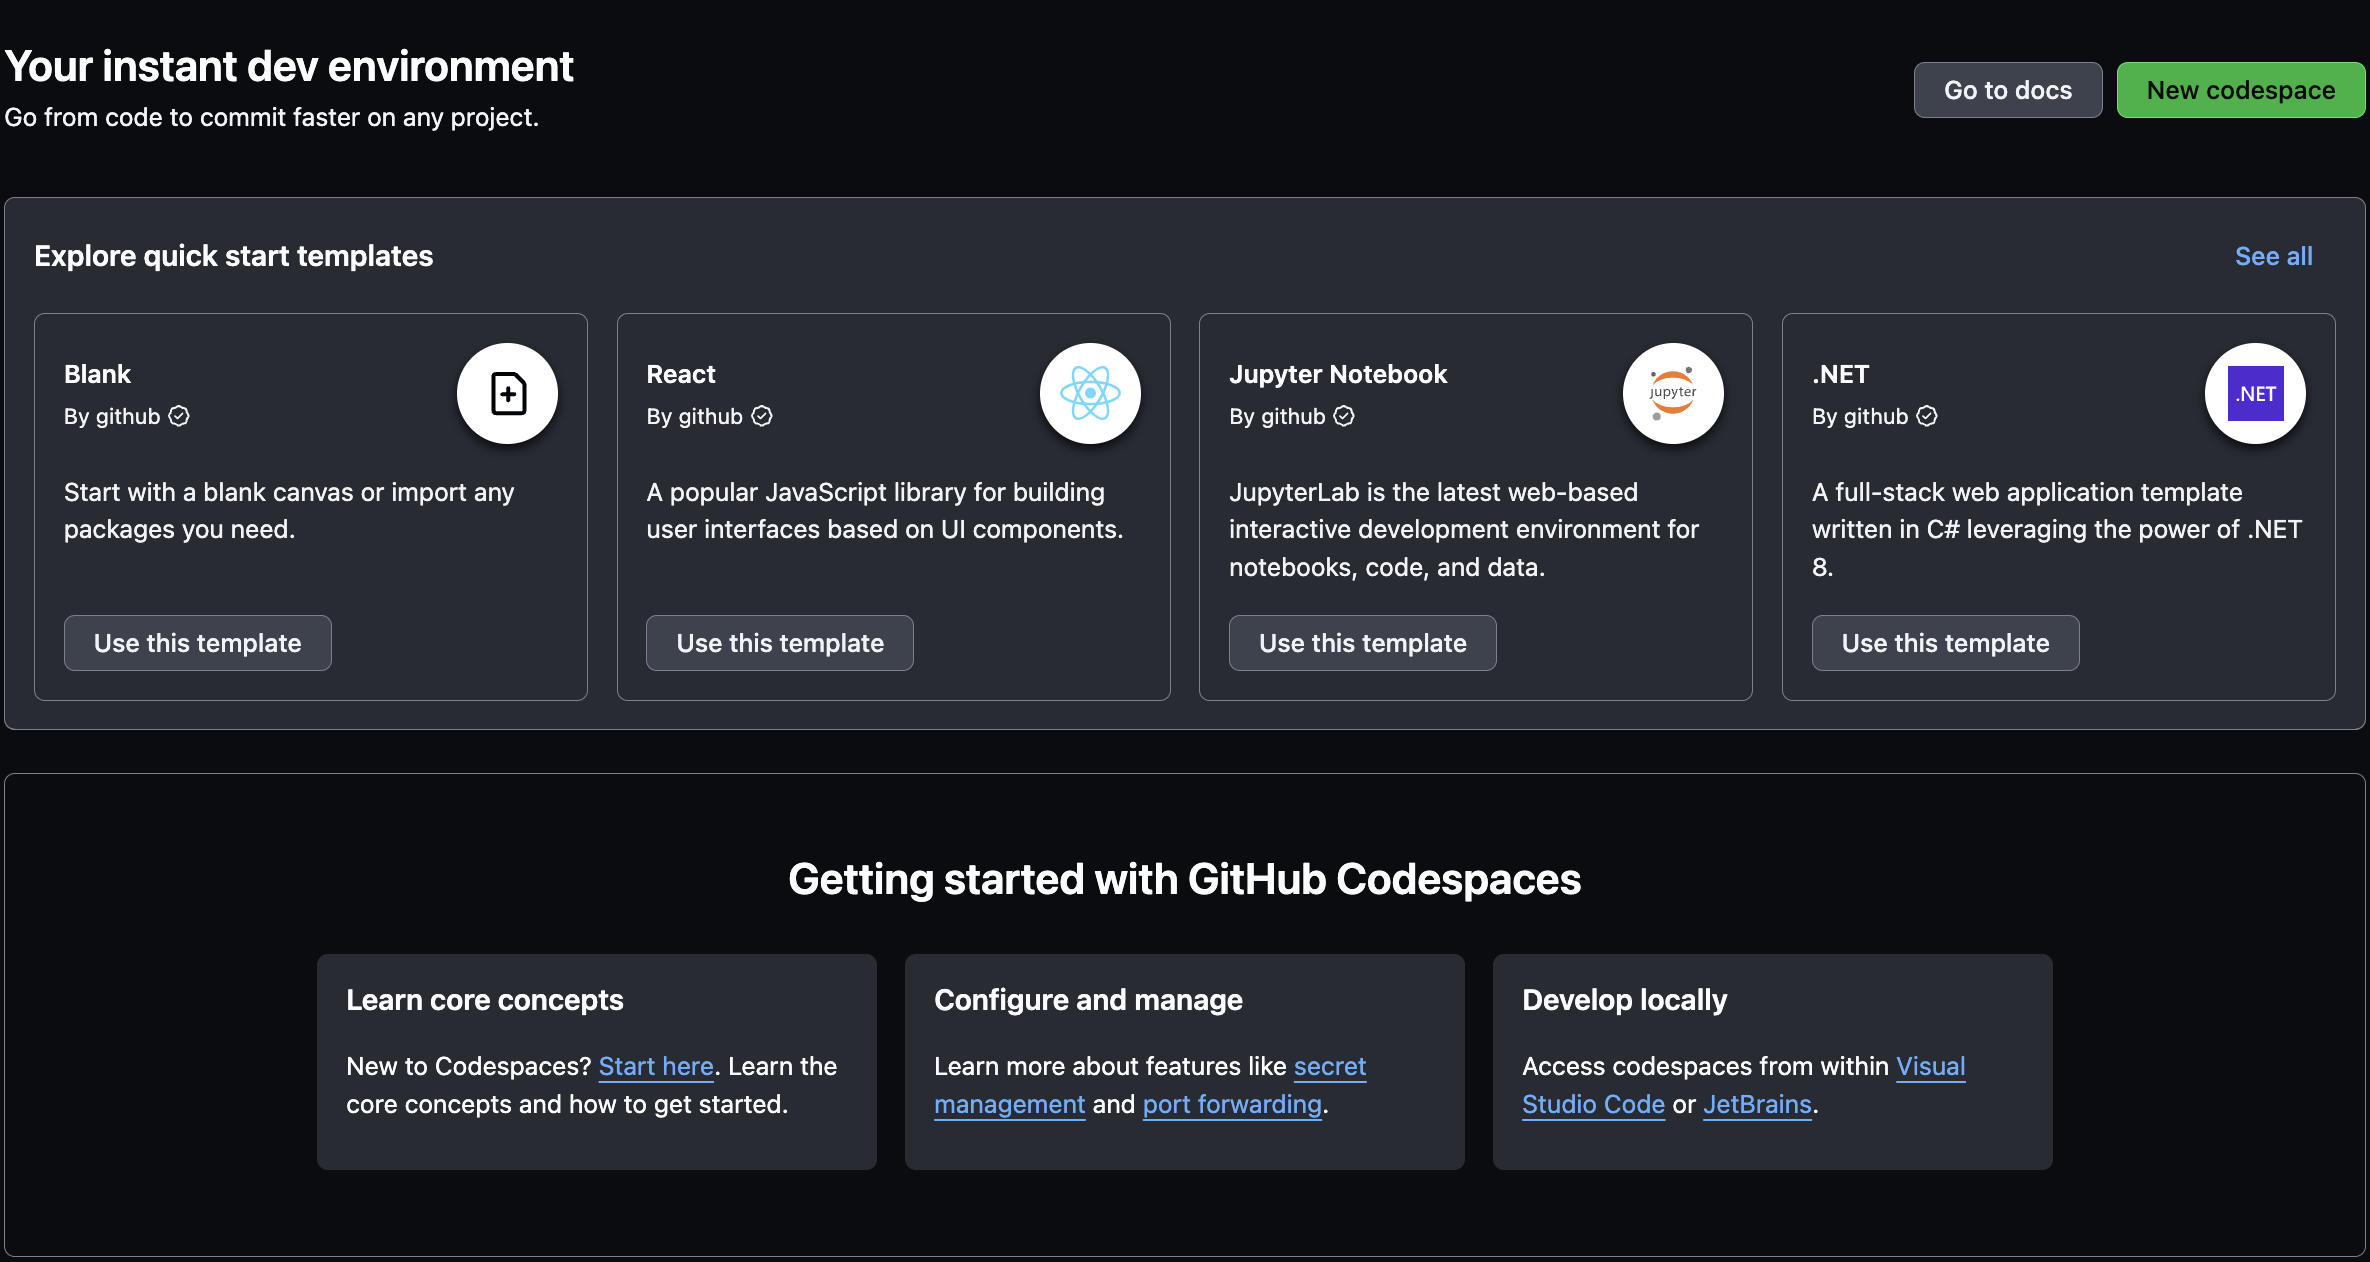 Your instant dev environment
Go from code to commit faster on any project.
Go to docs
New codespace
Explore quick start templates
See all
Blank
By github
Start with a blank canvas or import any
packages you need.
Use this template
React
By github
A popular JavaScript library for building
user interfaces based on UI components.
Use this template
Jupyter Notebook
By github
jupyter
JupyterLab is the latest web-based
interactive development environment for
notebooks, code, and data.
Use this template
.NET
By github
.NET
A full-stack web application template
written in C# leveraging the power of .NET
8.
Use this template
Getting started with GitHub Codespaces
Learn core concepts
New to Codespaces? Start here. Learn the
core concepts and how to get started.
Configure and manage
Learn more about features like secret
management and port forwarding.
Develop locally
Access codespaces from within Visual
Studio Code or JetBrains.